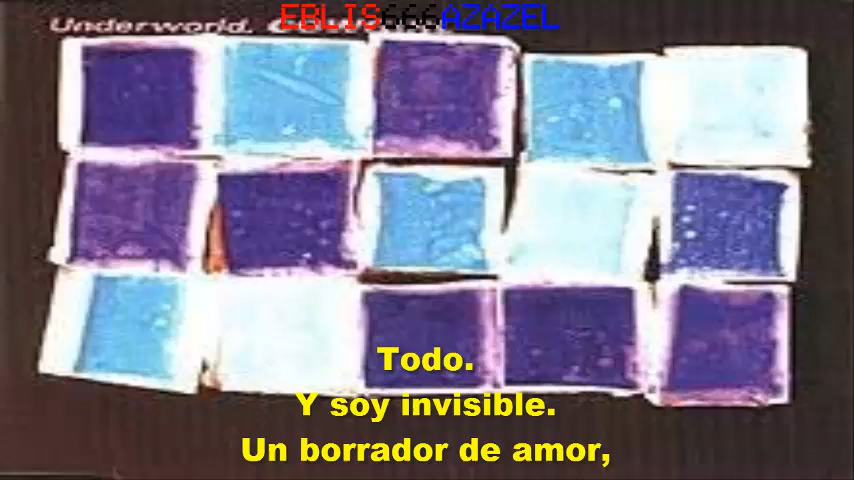 Underworld.
EBLIS666AZAZEL
Todo.
Y soy invisible.
Un borrador de amor,